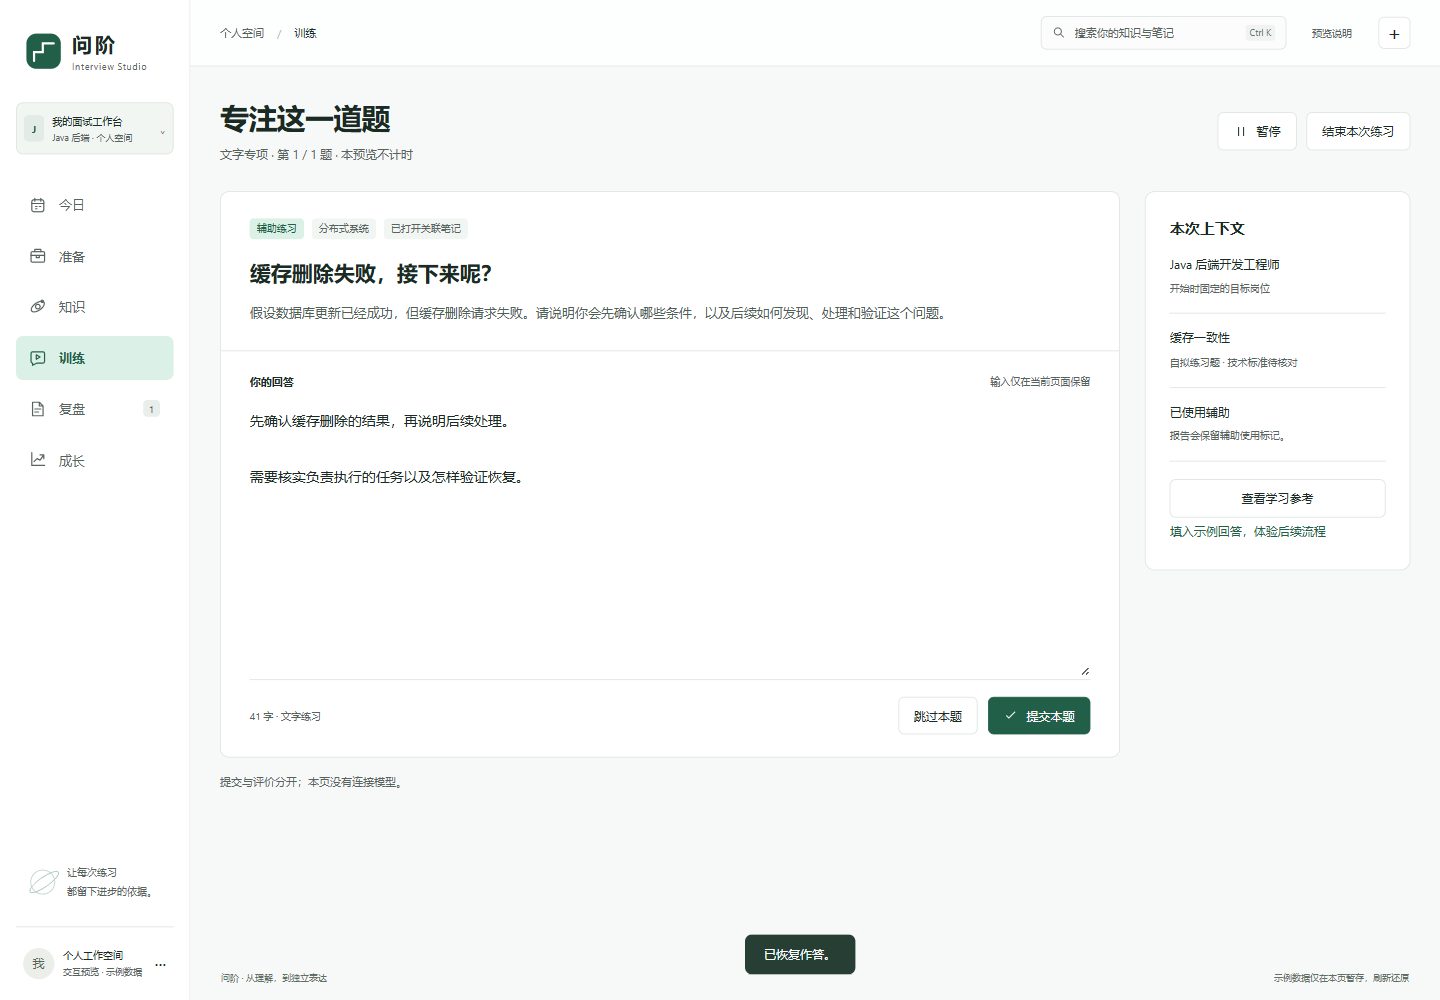 问阶
Interview Studio
J
我的面试工作台
Java 后端 · 个人空间
今日
准备
知识
训练
复盘
1
成长
让每次练习
都留下进步的依据。
我
个人工作空间
交互预览 · 示例数据
个人空间 / 训练
搜索你的知识与笔记
Ctrl K
预览说明
专注这一道题
文字专项 · 第 1 / 1 题 · 本预览不计时
暂停
结束本次练习
辅助练习
分布式系统
已打开关联笔记
缓存删除失败，接下来呢？
假设数据库更新已经成功，但缓存删除请求失败。请说明你会先确认哪些条件，以及后续如何发现、处理和验证这个问题。
你的回答
输入仅在当前页面保留
先确认缓存删除的结果，再说明后续处理。
需要核实负责执行的任务以及怎样验证恢复。
41 字 · 文字练习
跳过本题
提交本题
提交与评价分开；本页没有连接模型。
本次上下文
Java 后端开发工程师
开始时固定的目标岗位
缓存一致性
自拟练习题 · 技术标准待核对
已使用辅助
报告会保留辅助使用标记。
查看学习参考
填入示例回答，体验后续流程
已恢复作答。
问阶 · 从理解，到独立表达
示例数据仅在本页暂存，刷新还原